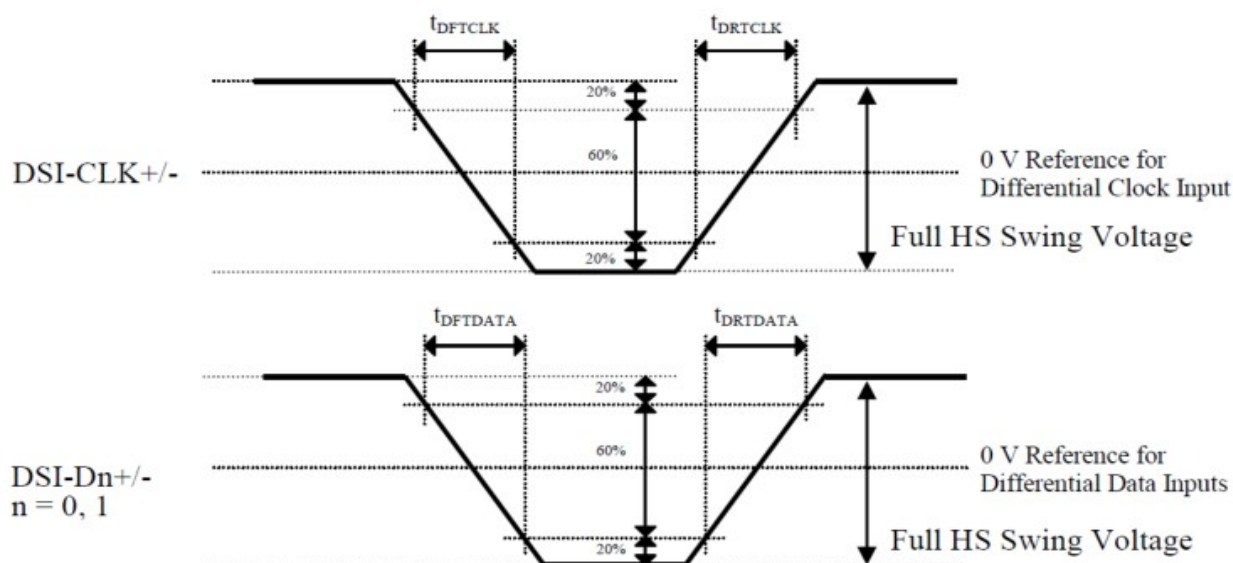 tDFTCLK
tDRTCLK
20%
60%
20%
DSI-CLK+/-
0 V Reference for
Differential Clock Input
Full HS Swing Voltage
tDFTDATA
tDRTDATA
20%
60%
20%
DSI-Dn+/-
n = 0, 1
0 V Reference for
Differential Data Inputs
Full HS Swing Voltage